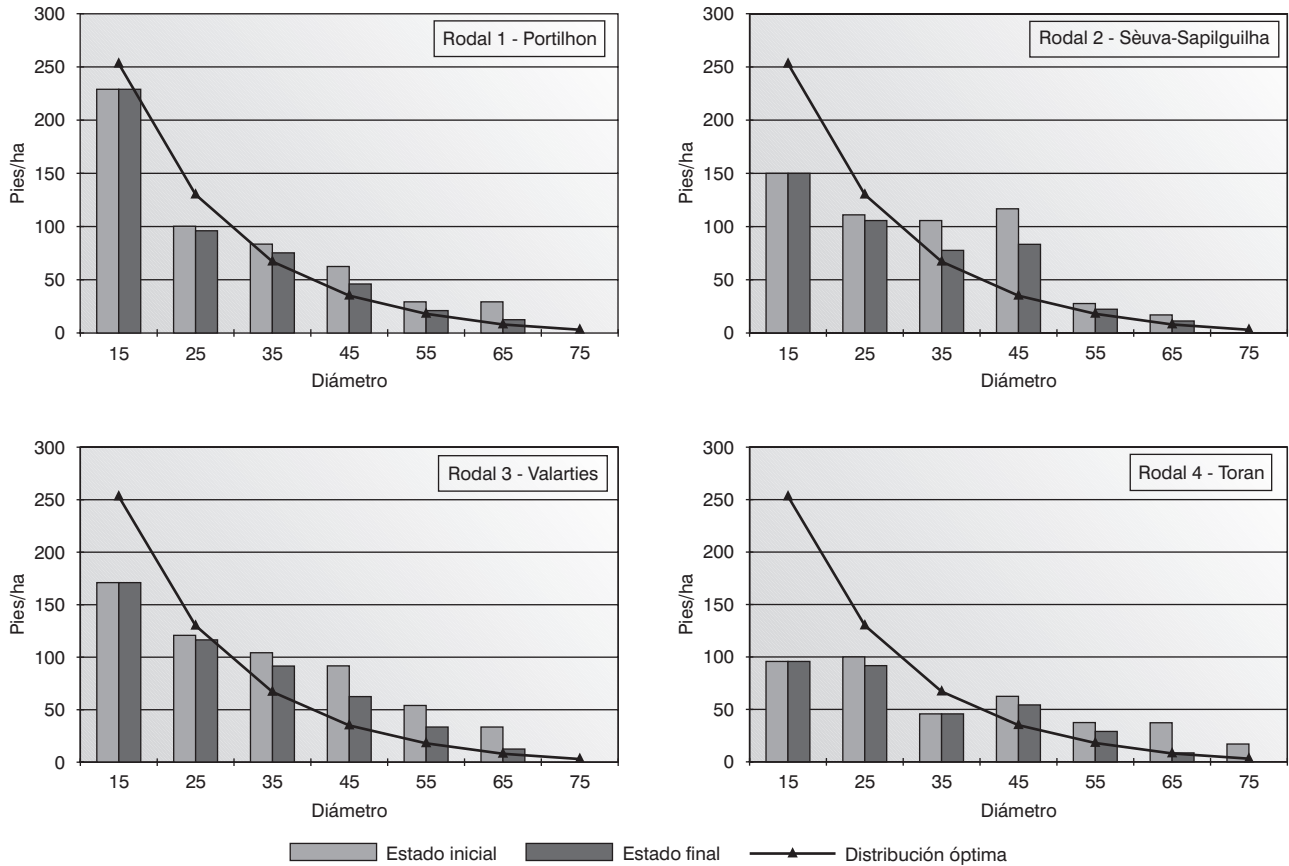 Rodal 1 - Portilhon
Pies/ha
300
250
200
150
100
50
0
15 25 35 45 55 65 75
Diámetro
Rodal 2 - Sèuva-Sapilguilha
Pies/ha
300
250
200
150
100
50
0
15 25 35 45 55 65 75
Diámetro
Rodal 3 - Valarties
Pies/ha
300
250
200
150
100
50
0
15 25 35 45 55 65 75
Diámetro
Rodal 4 - Toran
Pies/ha
300
250
200
150
100
50
0
15 25 35 45 55 65 75
Diámetro
Estado inicial Estado final Distribución óptima